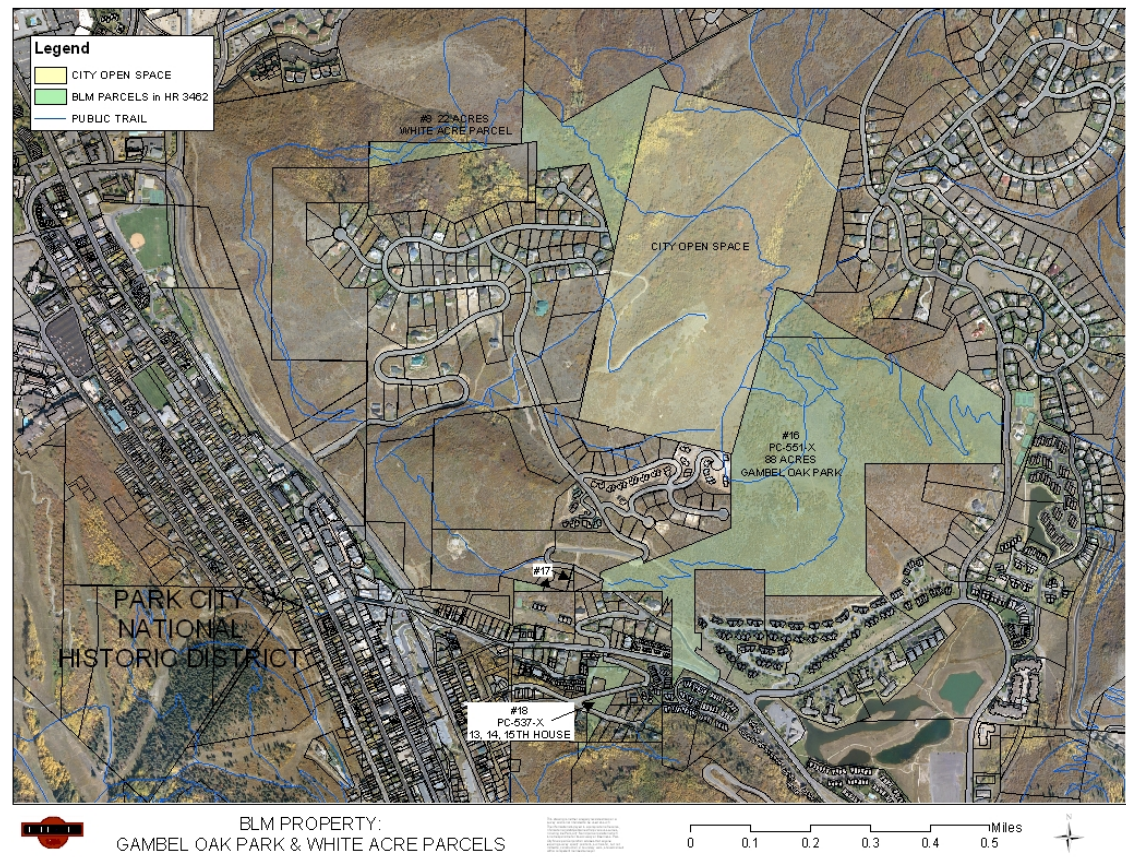 Legend
CITY OPEN SPACE
BLM PARCELS in HR 3462
PUBLIC TRAIL
#8 22 ACRES
WHITE ACRE PARCEL
CITY OPEN SPACE
#16
PC-551-X
88 ACRES
GAMBEL OAK PARK
#17
PARK CITY
NATIONAL
HISTORIC DISTRICT
#18
PC-537-X
13, 14, 15TH HOUSE
BLM PROPERTY:
GAMBEL OAK PARK & WHITE ACRE PARCELS
Miles
0 0.1 0.2 0.3 0.4 0.5
N